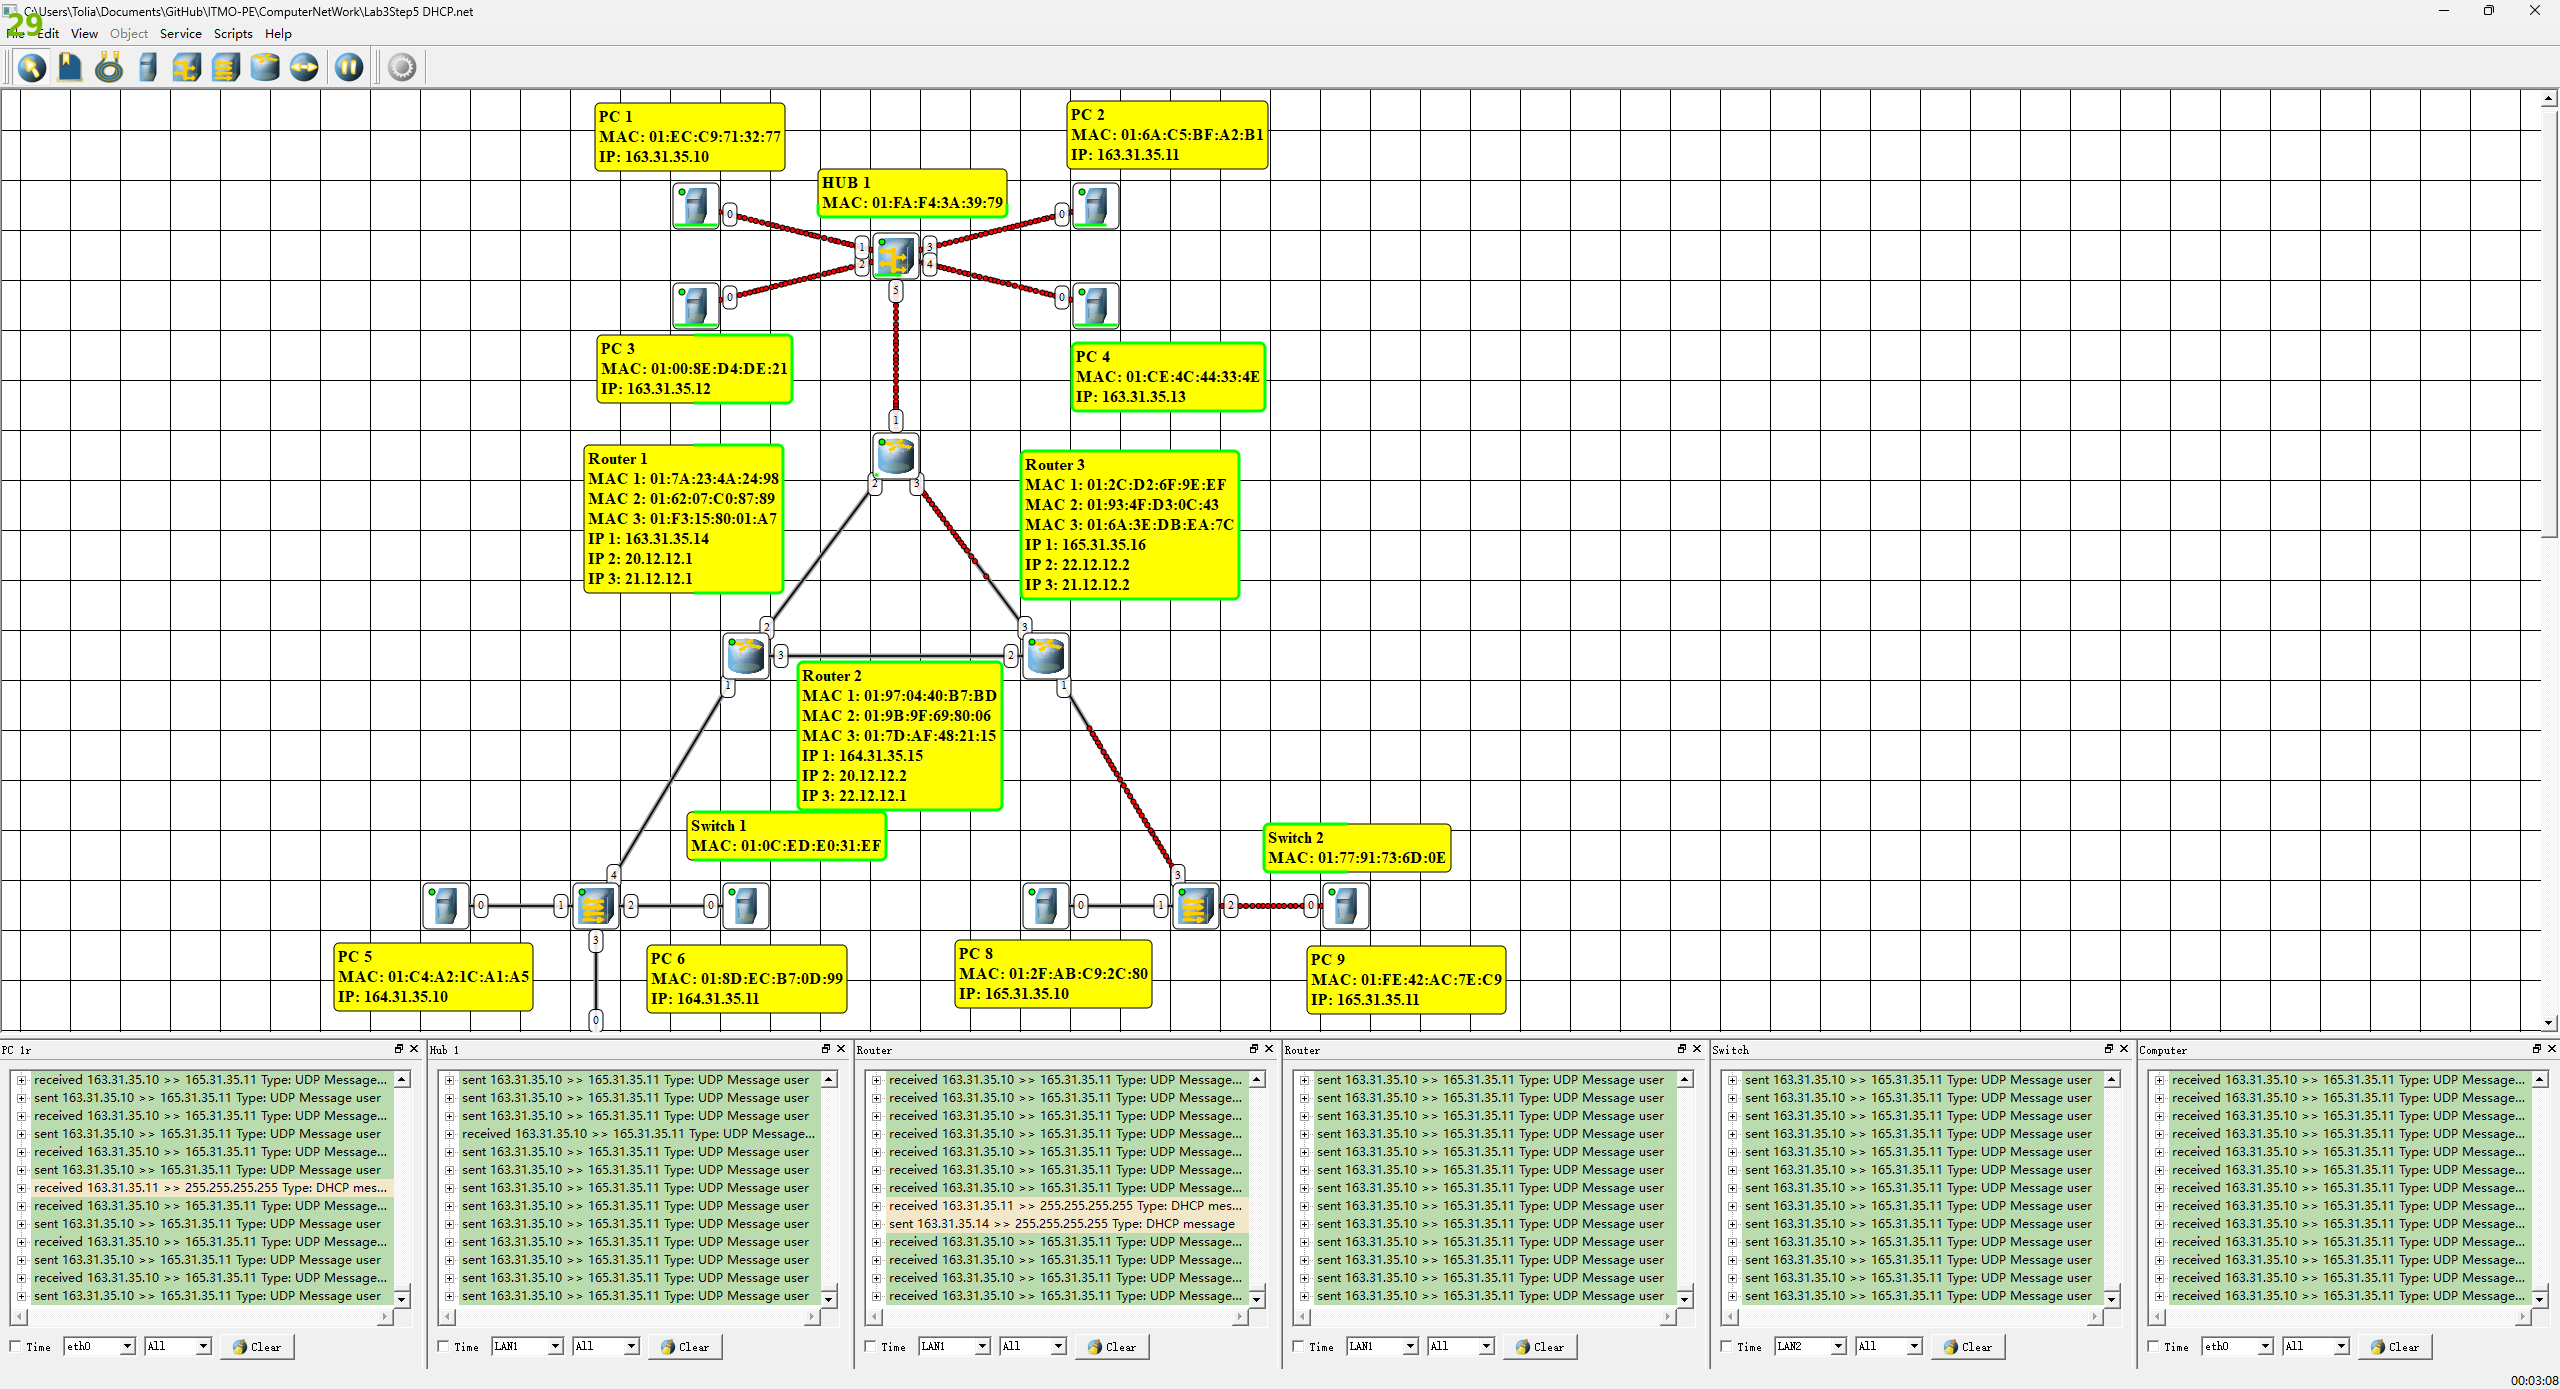 C:\Users\Tolia\Documents\GitHub\ITMO-PE\ComputerNetWork\Lab3Step5 DHCP.net
29
Edit View Object Service Scripts Help
PC 1
MAC: 01:EC:C9:71:32:77
IP: 163.31.35.10
PC 2
MAC: 01:6A:C5:BF:A2:B1
IP: 163.31.35.11
HUB 1
MAC: 01:FA:F4:3A:39:79
0
0
1
3
2
4
0
0
5
PC 3
MAC: 01:00:8E:D4:DE:21
IP: 163.31.35.12
PC 4
MAC: 01:CE:4C:44:33:4E
IP: 163.31.35.13
1
Router 1
MAC 1: 01:7A:23:4A:24:98
MAC 2: 01:62:07:C0:87:89
MAC 3: 01:F3:15:80:01:A7
IP 1: 163.31.35.14
IP 2: 20.12.12.1
IP 3: 21.12.12.1
2
3
Router 3
MAC 1: 01:2C:D2:6F:9E:EF
MAC 2: 01:93:4F:D3:0C:43
MAC 3: 01:6A:3E:DB:EA:7C
IP 1: 165.31.35.16
IP 2: 22.12.12.2
IP 3: 21.12.12.2
2
3
3
2
1
1
Router 2
MAC 1: 01:97:04:40:B7:BD
MAC 2: 01:9B:9F:69:80:06
MAC 3: 01:7D:AF:48:21:15
IP 1: 164.31.35.15
IP 2: 20.12.12.2
IP 3: 22.12.12.1
Switch 1
MAC: 01:0C:ED:E0:31:EF
Switch 2
MAC: 01:77:91:73:6D:0E
4
3
0
1
2
0
0
1
2
0
3
PC 5
MAC: 01:C4:A2:1C:A1:A5
IP: 164.31.35.10
PC 6
MAC: 01:8D:EC:B7:0D:99
IP: 164.31.35.11
PC 8
MAC: 01:2F:AB:C9:2C:80
IP: 165.31.35.10
PC 9
MAC: 01:FE:42:AC:7E:C9
IP: 165.31.35.11
0
PC 1r
received 163.31.35.10 >> 165.31.35.11 Type: UDP Message...
sent 163.31.35.10 >> 165.31.35.11 Type: UDP Message user
received 163.31.35.10 >> 165.31.35.11 Type: UDP Message...
sent 163.31.35.10 >> 165.31.35.11 Type: UDP Message user
received 163.31.35.10 >> 165.31.35.11 Type: UDP Message...
sent 163.31.35.10 >> 165.31.35.11 Type: UDP Message user
received 163.31.35.11 >> 255.255.255.255 Type: DHCP mes...
received 163.31.35.10 >> 165.31.35.11 Type: UDP Message...
sent 163.31.35.10 >> 165.31.35.11 Type: UDP Message user
received 163.31.35.10 >> 165.31.35.11 Type: UDP Message...
sent 163.31.35.10 >> 165.31.35.11 Type: UDP Message user
received 163.31.35.10 >> 165.31.35.11 Type: UDP Message...
sent 163.31.35.10 >> 165.31.35.11 Type: UDP Message user
Time eth0 All Clear
Hub 1
sent 163.31.35.10 >> 165.31.35.11 Type: UDP Message user
sent 163.31.35.10 >> 165.31.35.11 Type: UDP Message user
sent 163.31.35.10 >> 165.31.35.11 Type: UDP Message user
received 163.31.35.10 >> 165.31.35.11 Type: UDP Message...
sent 163.31.35.10 >> 165.31.35.11 Type: UDP Message user
sent 163.31.35.10 >> 165.31.35.11 Type: UDP Message user
sent 163.31.35.10 >> 165.31.35.11 Type: UDP Message user
sent 163.31.35.10 >> 165.31.35.11 Type: UDP Message user
sent 163.31.35.10 >> 165.31.35.11 Type: UDP Message user
sent 163.31.35.10 >> 165.31.35.11 Type: UDP Message user
sent 163.31.35.10 >> 165.31.35.11 Type: UDP Message user
sent 163.31.35.10 >> 165.31.35.11 Type: UDP Message user
sent 163.31.35.10 >> 165.31.35.11 Type: UDP Message user
Time LAN1 All Clear
Router
received 163.31.35.10 >> 165.31.35.11 Type: UDP Message...
received 163.31.35.10 >> 165.31.35.11 Type: UDP Message...
received 163.31.35.10 >> 165.31.35.11 Type: UDP Message...
received 163.31.35.10 >> 165.31.35.11 Type: UDP Message...
received 163.31.35.10 >> 165.31.35.11 Type: UDP Message...
received 163.31.35.10 >> 165.31.35.11 Type: UDP Message...
received 163.31.35.10 >> 165.31.35.11 Type: UDP Message...
received 163.31.35.11 >> 255.255.255.255 Type: DHCP mes...
sent 163.31.35.14 >> 255.255.255.255 Type: DHCP message
received 163.31.35.10 >> 165.31.35.11 Type: UDP Message...
received 163.31.35.10 >> 165.31.35.11 Type: UDP Message...
received 163.31.35.10 >> 165.31.35.11 Type: UDP Message...
received 163.31.35.10 >> 165.31.35.11 Type: UDP Message...
Time LAN1 All Clear
Router
sent 163.31.35.10 >> 165.31.35.11 Type: UDP Message user
sent 163.31.35.10 >> 165.31.35.11 Type: UDP Message user
sent 163.31.35.10 >> 165.31.35.11 Type: UDP Message user
sent 163.31.35.10 >> 165.31.35.11 Type: UDP Message user
sent 163.31.35.10 >> 165.31.35.11 Type: UDP Message user
sent 163.31.35.10 >> 165.31.35.11 Type: UDP Message user
sent 163.31.35.10 >> 165.31.35.11 Type: UDP Message user
sent 163.31.35.10 >> 165.31.35.11 Type: UDP Message user
sent 163.31.35.10 >> 165.31.35.11 Type: UDP Message user
sent 163.31.35.10 >> 165.31.35.11 Type: UDP Message user
sent 163.31.35.10 >> 165.31.35.11 Type: UDP Message user
sent 163.31.35.10 >> 165.31.35.11 Type: UDP Message user
sent 163.31.35.10 >> 165.31.35.11 Type: UDP Message user
Time LAN1 All Clear
Switch
sent 163.31.35.10 >> 165.31.35.11 Type: UDP Message user
sent 163.31.35.10 >> 165.31.35.11 Type: UDP Message user
sent 163.31.35.10 >> 165.31.35.11 Type: UDP Message user
sent 163.31.35.10 >> 165.31.35.11 Type: UDP Message user
sent 163.31.35.10 >> 165.31.35.11 Type: UDP Message user
sent 163.31.35.10 >> 165.31.35.11 Type: UDP Message user
sent 163.31.35.10 >> 165.31.35.11 Type: UDP Message user
sent 163.31.35.10 >> 165.31.35.11 Type: UDP Message user
sent 163.31.35.10 >> 165.31.35.11 Type: UDP Message user
sent 163.31.35.10 >> 165.31.35.11 Type: UDP Message user
sent 163.31.35.10 >> 165.31.35.11 Type: UDP Message user
sent 163.31.35.10 >> 165.31.35.11 Type: UDP Message user
sent 163.31.35.10 >> 165.31.35.11 Type: UDP Message user
Time LAN2 All Clear
Computer
received 163.31.35.10 >> 165.31.35.11 Type: UDP Message...
received 163.31.35.10 >> 165.31.35.11 Type: UDP Message...
received 163.31.35.10 >> 165.31.35.11 Type: UDP Message...
received 163.31.35.10 >> 165.31.35.11 Type: UDP Message...
received 163.31.35.10 >> 165.31.35.11 Type: UDP Message...
received 163.31.35.10 >> 165.31.35.11 Type: UDP Message...
received 163.31.35.10 >> 165.31.35.11 Type: UDP Message...
received 163.31.35.10 >> 165.31.35.11 Type: UDP Message...
received 163.31.35.10 >> 165.31.35.11 Type: UDP Message...
received 163.31.35.10 >> 165.31.35.11 Type: UDP Message...
received 163.31.35.10 >> 165.31.35.11 Type: UDP Message...
received 163.31.35.10 >> 165.31.35.11 Type: UDP Message...
received 163.31.35.10 >> 165.31.35.11 Type: UDP Message...
Time eth0 All Clear
00:03:08